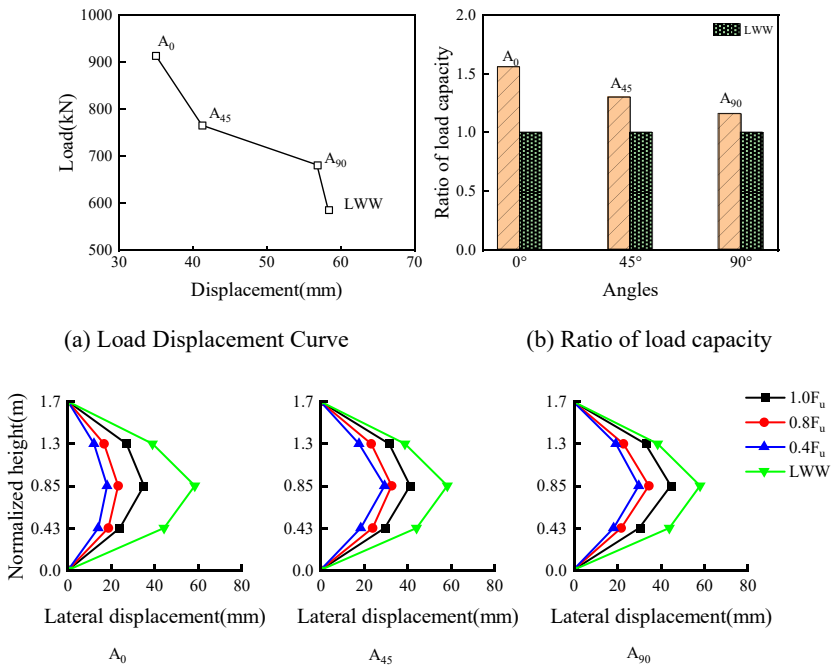 1000
900
800
700
600
500
Load(kN)
A0
A45
A90
LWW
30 40 50 60 70
Displacement(mm)
(a) Load Displacement Curve
2.0
1.5
1.0
0.5
0.0
Ratio of load capacity
LWW
A0
A45
A90
0° 45° 90°
Angles
(b) Ratio of load capacity
Normalized height(m)
1.7
1.3
0.85
0.43
0.0
0 20 40 60 80
Lateral displacement(mm)
A0
1.7
1.3
0.85
0.43
0.0
0 20 40 60 80
Lateral displacement(mm)
A45
1.7
1.3
0.85
0.43
0.0
0 20 40 60 80
Lateral displacement(mm)
A90
1.0Fu
0.8Fu
0.4Fu
LWW